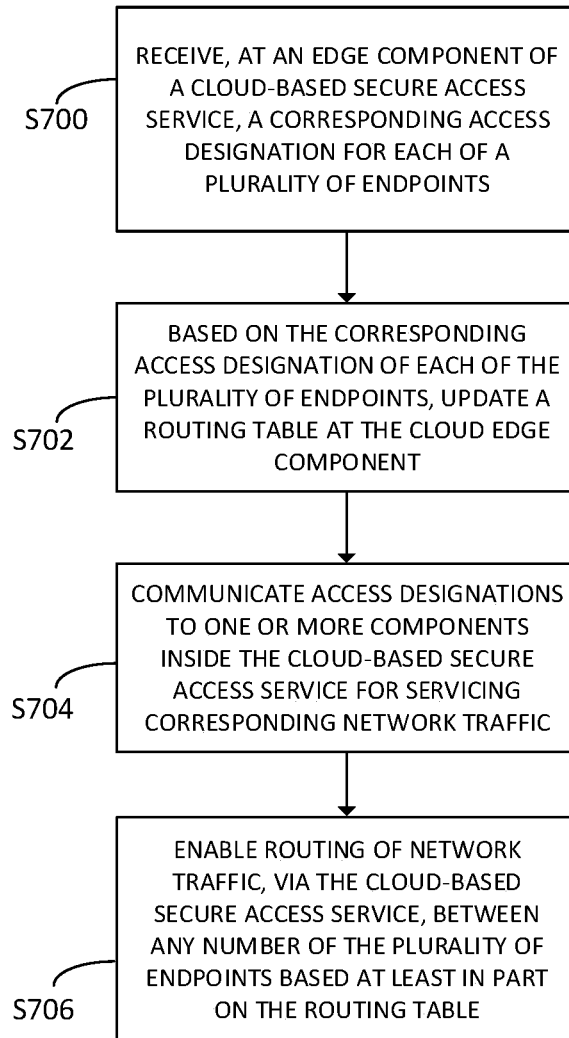 RECEIVE, AT AN EDGE COMPONENT OF
A CLOUD-BASED SECURE ACCESS
SERVICE, A CORRESPONDING ACCESS
DESIGNATION FOR EACH OF A
PLURALITY OF ENDPOINTS
S700
BASED ON THE CORRESPONDING
ACCESS DESIGNATION OF EACH OF THE
PLURALITY OF ENDPOINTS, UPDATE A
ROUTING TABLE AT THE CLOUD EDGE
COMPONENT
S702
COMMUNICATE ACCESS DESIGNATIONS
TO ONE OR MORE COMPONENTS
INSIDE THE CLOUD-BASED SECURE
ACCESS SERVICE FOR SERVICING
CORRESPONDING NETWORK TRAFFIC
S704
ENABLE ROUTING OF NETWORK
TRAFFIC, VIA THE CLOUD-BASED
SECURE ACCESS SERVICE, BETWEEN
ANY NUMBER OF THE PLURALITY OF
ENDPOINTS BASED AT LEAST IN PART
ON THE ROUTING TABLE
S706